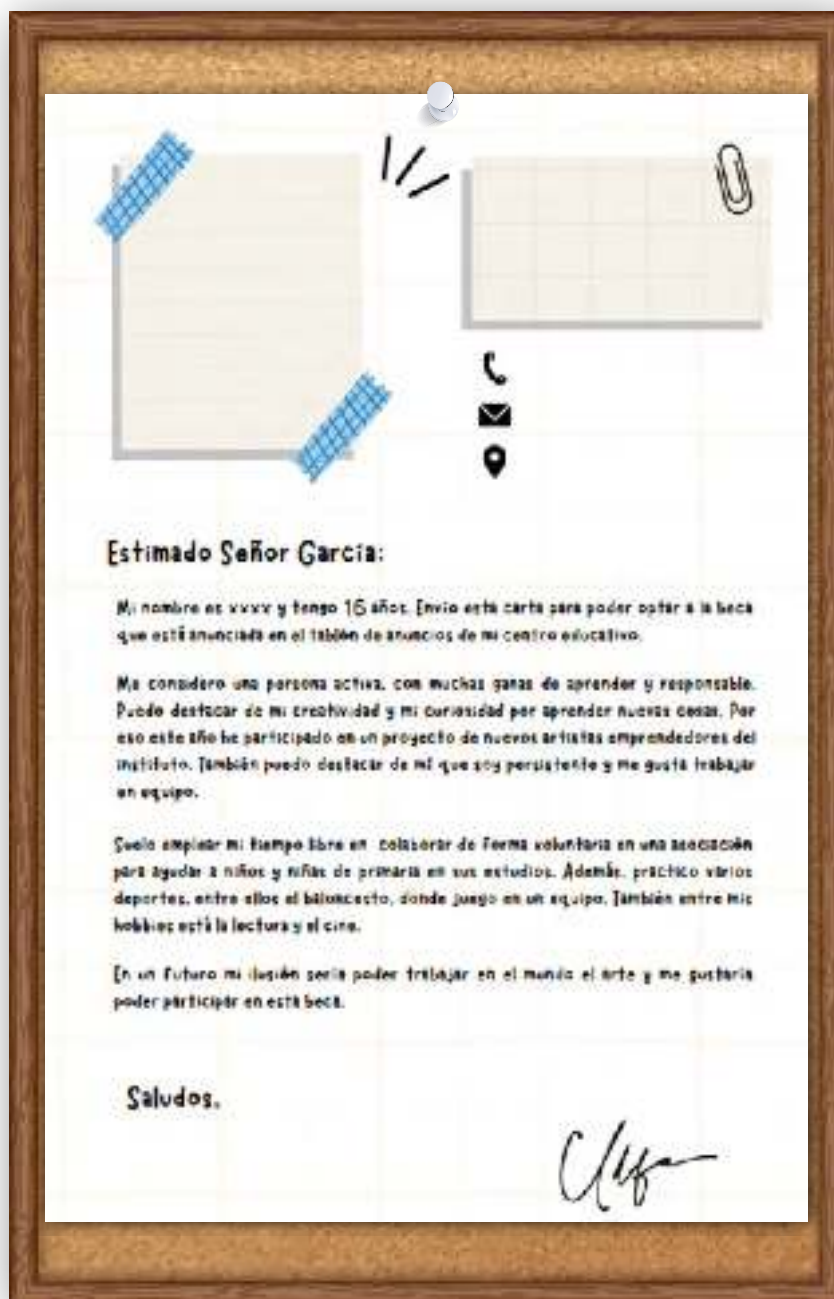 Estimado Señor García:
Mi nombre es xxxx y tengo 16 años. Envío esta carta para poder optar a la beca
que está anunciada en el tablón de anuncios de mi centro educativo.
Me considero una persona activa, con muchas ganas de aprender y responsable.
Puedo destacar de mi creatividad y mi curiosidad por aprender nuevas cosas. Por
eso este año he participado en un proyecto de nuevos artistas emprendedores del
instituto. También puedo destacar de mí que soy persistente y me gusta trabajar
en equipo.
Suelo emplear mi tiempo libre en colaborar de forma voluntaria en una asociación
para ayudar a niños y niñas de primaria en sus estudios. Además, práctico varios
deportes, entre ellos el baloncesto, donde juego en un equipo. También entre mis
hobbies está la lectura y el cine.
En un futuro mi ilusión sería poder trabajar en el mundo el arte y me gustaría
poder participar en está beca.
Saludos.